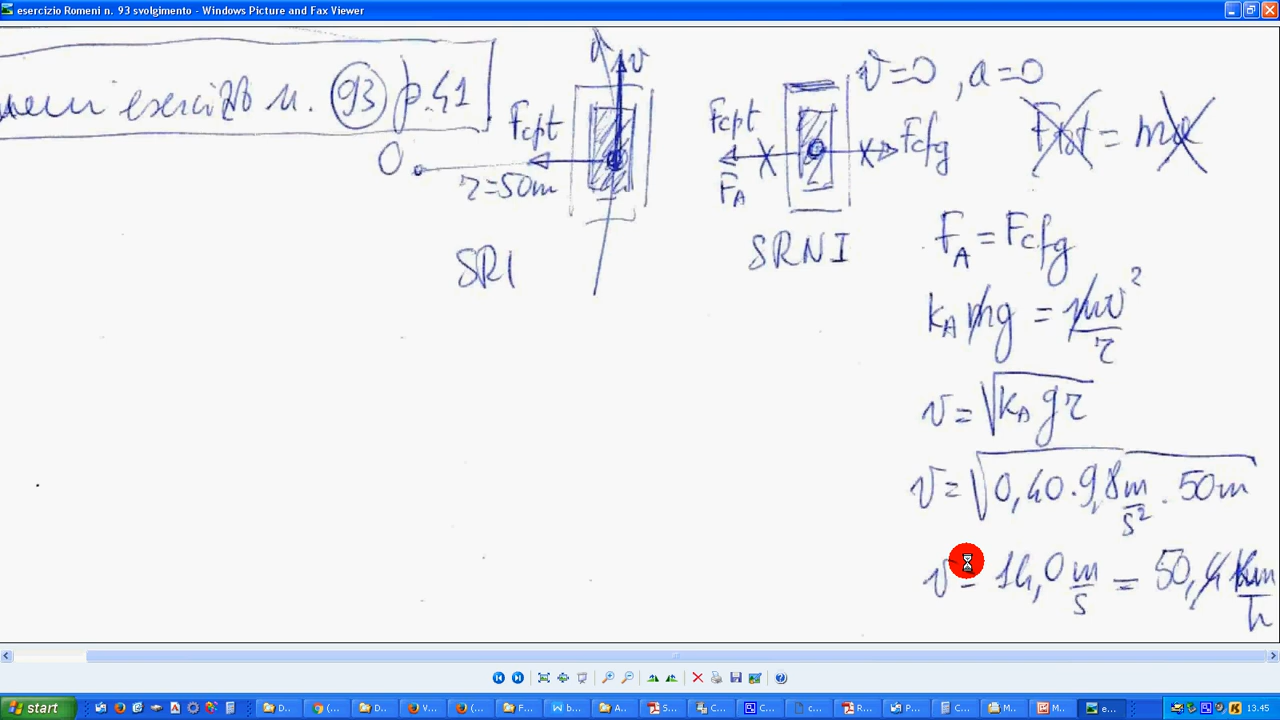 esercizio Romeni n. 93 svolgimento - Windows Picture and Fax Viewer
esercizio n. 93 p. 41
v
Fcpt
O
r=50m
SRI
Fcpt
FA
Fcfg
SRNI
v=0, a=0
Ftot = ma
FA = Fcfg
kA mg = mv²/r
v = √kA g r
v = √0,40 · 9,8 m/s² · 50m
v = 14,0 m/s = 50,4 Km/h
start
D...
(...
D...
V...
(...
D...
F...
w b...
A...
S...
C...
C...
c...
R...
P...
C...
M...
M...
e...
13.45